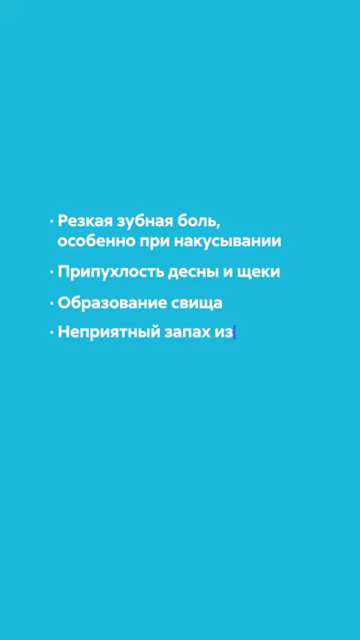 · Резкая зубная боль,
особенно при накусывании
· Припухлость десны и щеки
· Образование свища
· Неприятный запах из